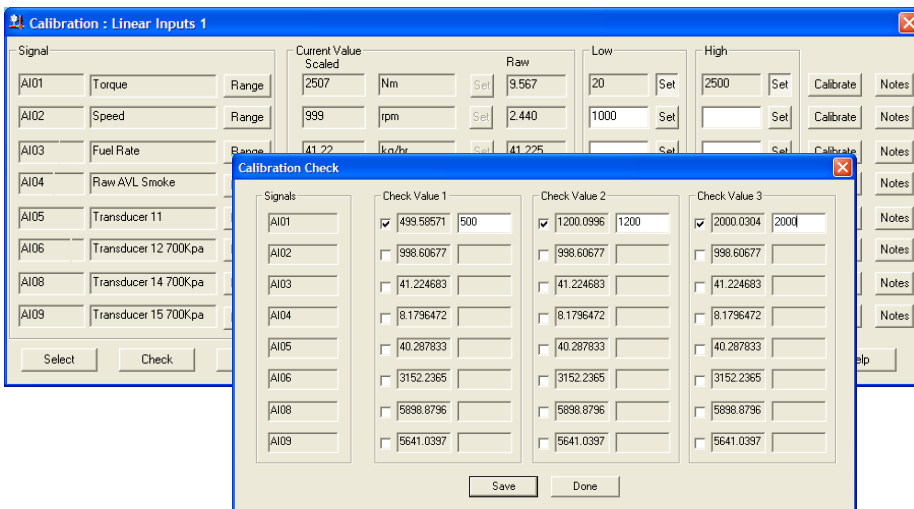 Calibration : Linear Inputs 1
Signal Current Value Low High
Scaled Raw
AI01 Torque Range 2507 Nm Set 9.567 20 Set 2500 Set Calibrate Notes
AI02 Speed Range 999 rpm Set 2.440 1000 Set Set Calibrate Notes
AI03 Fuel Rate Range 41.22 kg/hr Set 41.225 Set Set Calibrate Notes
AI04 Raw AVL Smoke Notes
AI05 Transducer 11 Notes
AI06 Transducer 12 700Kpa Notes
AI08 Transducer 14 700Kpa Notes
AI09 Transducer 15 700Kpa Notes
Select Check
Calibration Check
Signals Check Value 1 Check Value 2 Check Value 3
AI01 499.58571 500 1200.0996 1200 2000.0304 2000
AI02 998.60677 998.60677 998.60677
AI03 41.224683 41.224683 41.224683
AI04 8.1796472 8.1796472 8.1796472
AI05 40.287833 40.287833 40.287833
AI06 3152.2365 3152.2365 3152.2365
AI08 5898.8796 5898.8796 5898.8796
AI09 5641.0397 5641.0397 5641.0397
Save Done